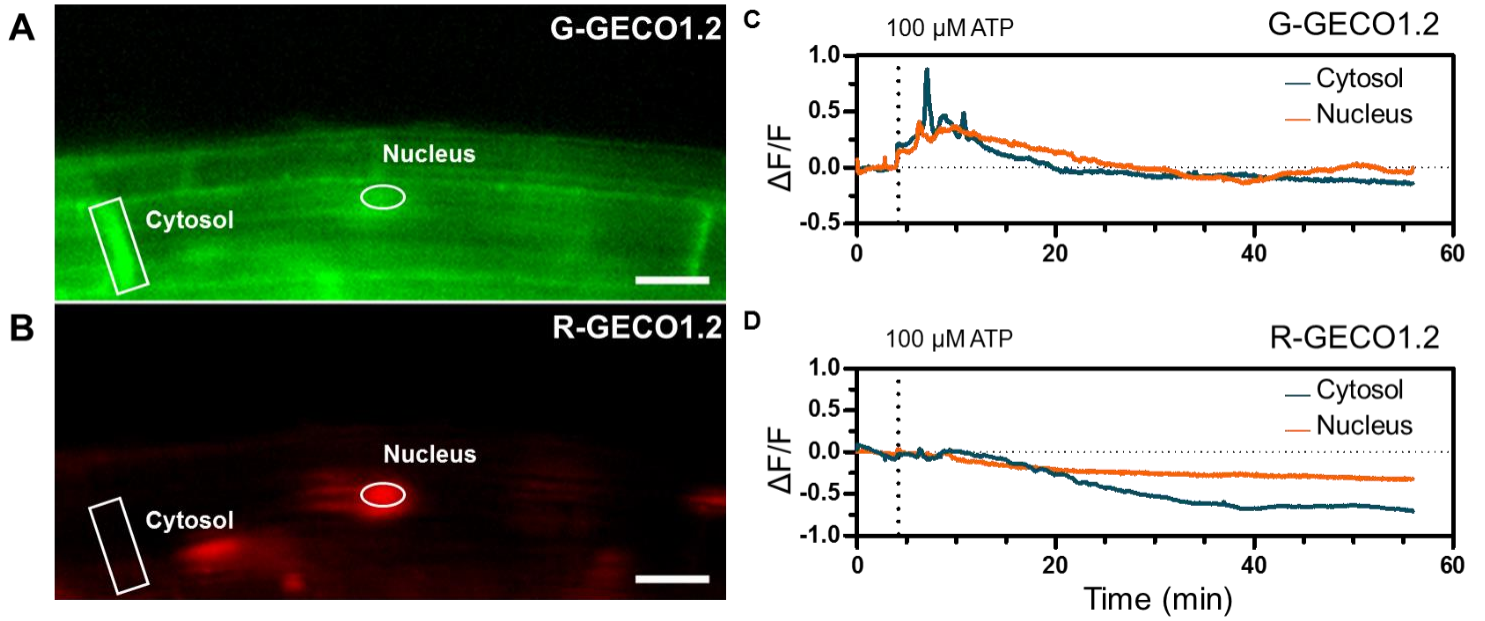 A
G-GECO1.2
Nucleus
Cytosol
B
R-GECO1.2
Nucleus
Cytosol
C
100 µM ATP
G-GECO1.2
Cytosol
Nucleus
ΔF/F
1.0
0.5
0.0
-0.5
0 20 40 60
D
100 µM ATP
R-GECO1.2
Cytosol
Nucleus
ΔF/F
1.0
0.5
0.0
-0.5
-1.0
0 20 40 60
Time (min)